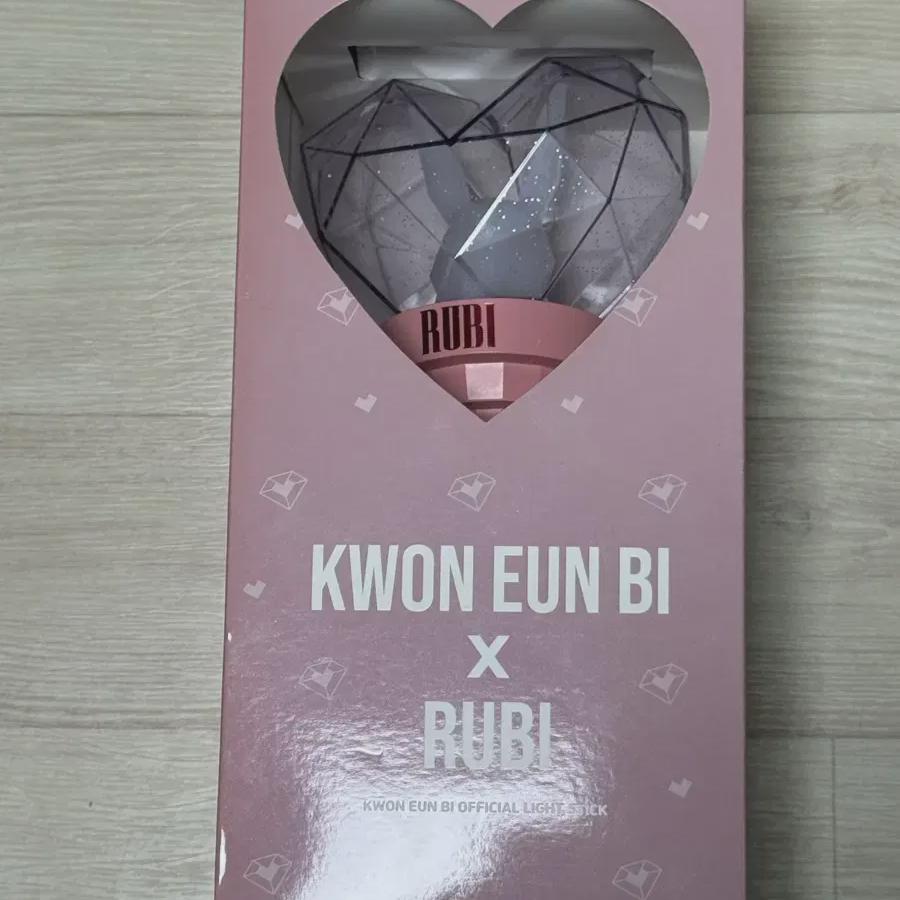 RUBI
KWON EUN BI
X
RUBI
KWON EUN BI OFFICIAL LIGHT STICK